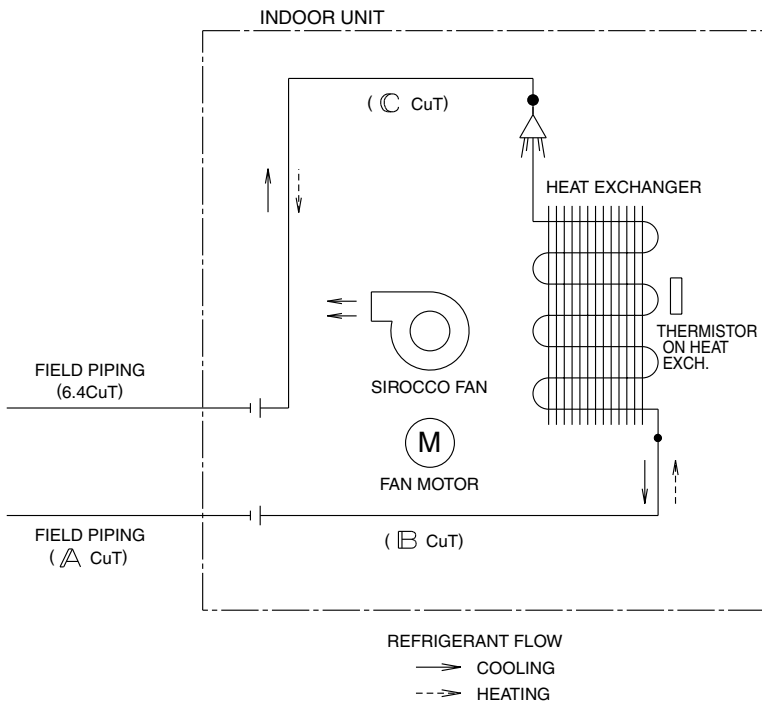 INDOOR UNIT
( C CuT)
HEAT EXCHANGER
THERMISTOR
ON HEAT
EXCH.
SIROCCO FAN
FIELD PIPING
(6.4CuT)
M
FAN MOTOR
FIELD PIPING
( A CuT)
( B CuT)
REFRIGERANT FLOW
COOLING
HEATING